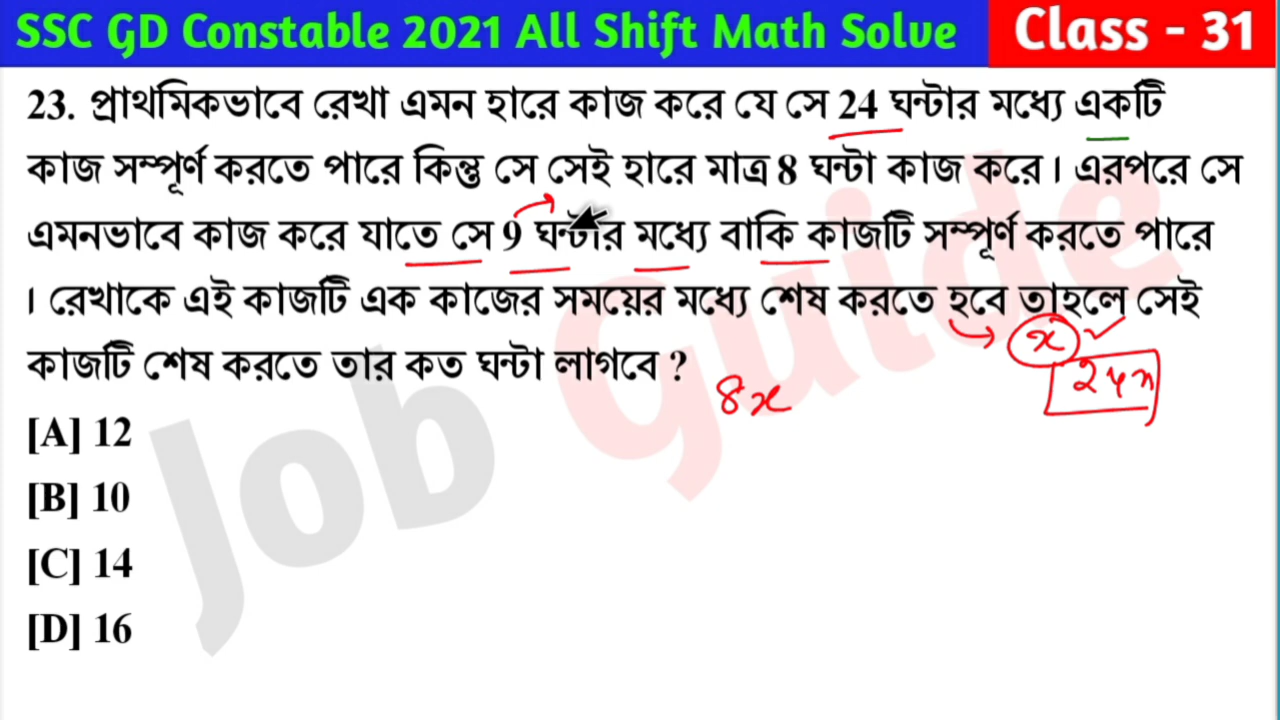 SSC GD Constable 2021 All Shift Math Solve
Class - 31
23. প্রাথমিকভাবে রেখা এমন হারে কাজ করে যে সে 24 ঘন্টার মধ্যে একটি
কাজ সম্পূর্ণ করতে পারে কিন্তু সে সেই হারে মাত্র 8 ঘন্টা কাজ করে। এরপরে সে
এমনভাবে কাজ করে যাতে সে 9 ঘন্টার মধ্যে বাকি কাজটি সম্পূর্ণ করতে পারে
। রেখাকে এই কাজটি এক কাজের সময়ের মধ্যে শেষ করতে হবে তাহলে সেই
কাজটি শেষ করতে তার কত ঘন্টা লাগবে ?
x
24x
8x
[A] 12
[B] 10
[C] 14
[D] 16
Job Guide